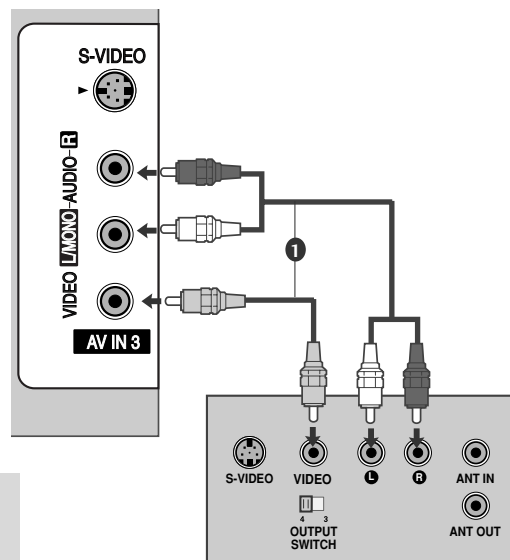 S-VIDEO
VIDEO L/MONO-AUDIO-R
AV IN 3
1
S-VIDEO
VIDEO
L
R
ANT IN
4 3
OUTPUT
SWITCH
ANT OUT